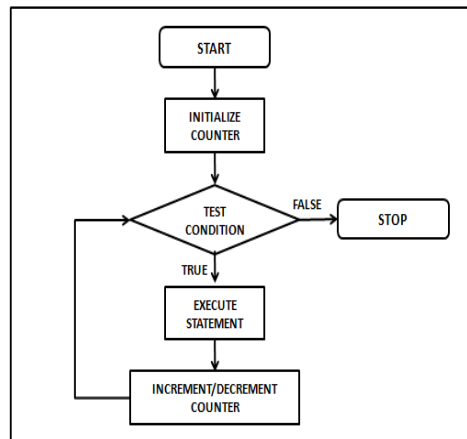 START
INITIALIZE
COUNTER
TEST
CONDITION
FALSE
STOP
TRUE
EXECUTE
STATEMENT
INCREMENT/DECREMENT
COUNTER